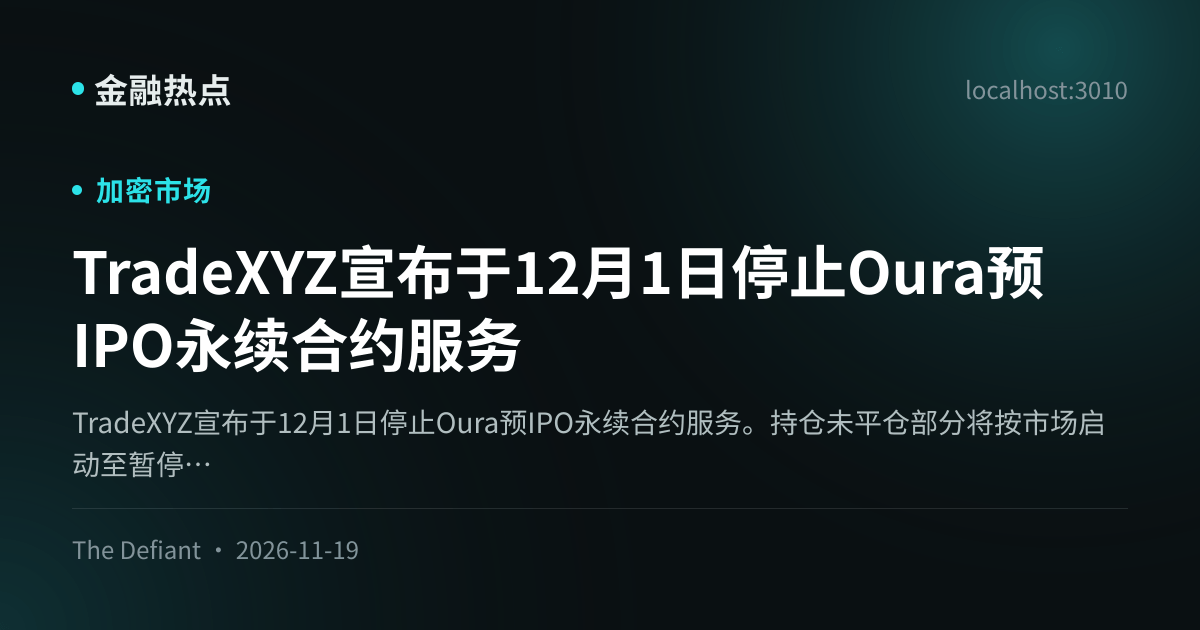 金融热点
localhost:3010
加密市场
TradeXYZ宣布于12月1日停止Oura预
IPO永续合约服务
TradeXYZ宣布于12月1日停止Oura预IPO永续合约服务。持仓未平仓部分将按市场启
动至暂停…
The Defiant · 2026-11-19